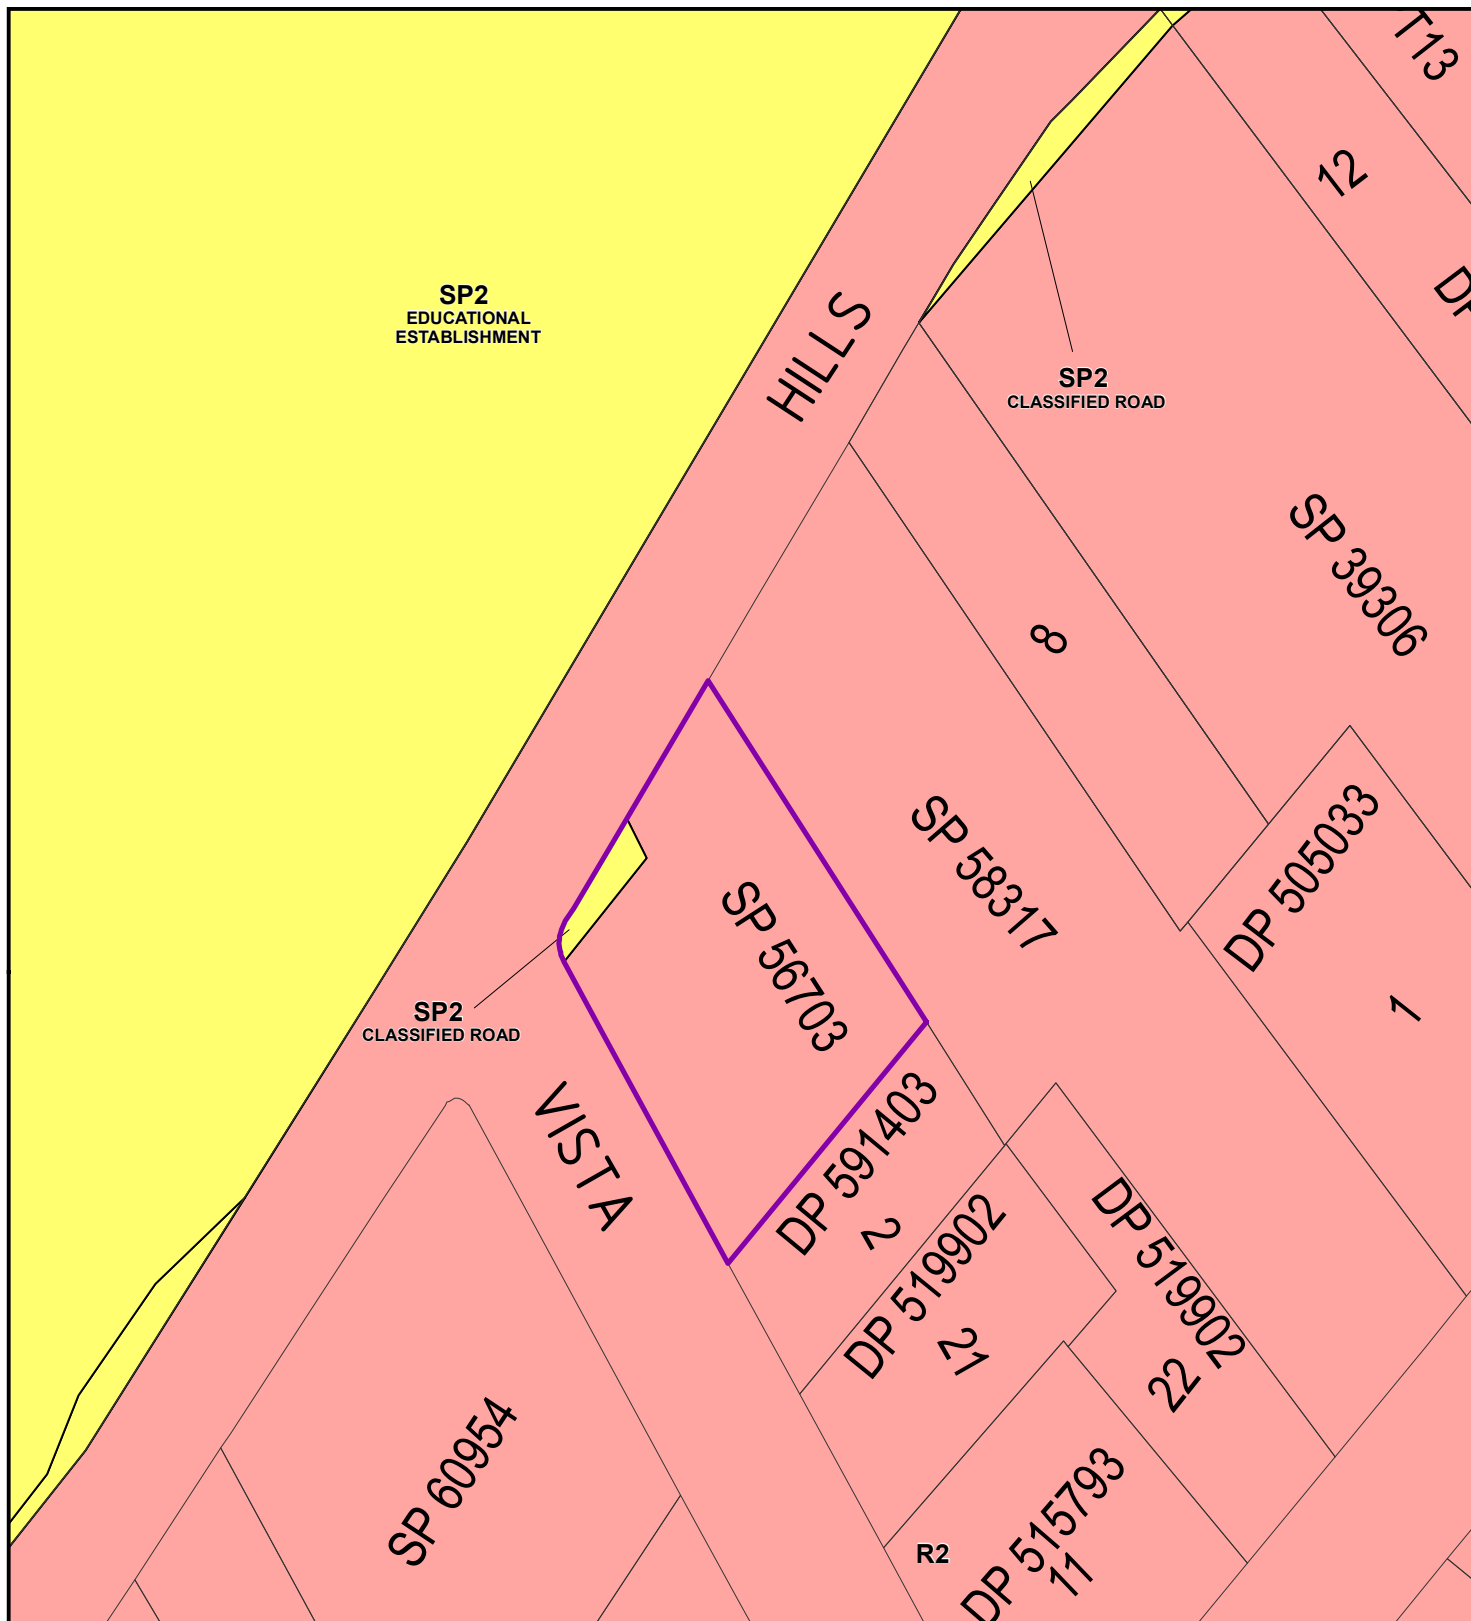 T13
12
SP2
EDUCATIONAL
ESTABLISHMENT
HILLS
SP2
CLASSIFIED ROAD
SP 39306
8
SP 58317
DP 505033
1
SP 56703
SP2
CLASSIFIED ROAD
VISTA
DP 591403
2
DP 519902
21
DP 519902
22
SP 60954
R2
DP 515793
11